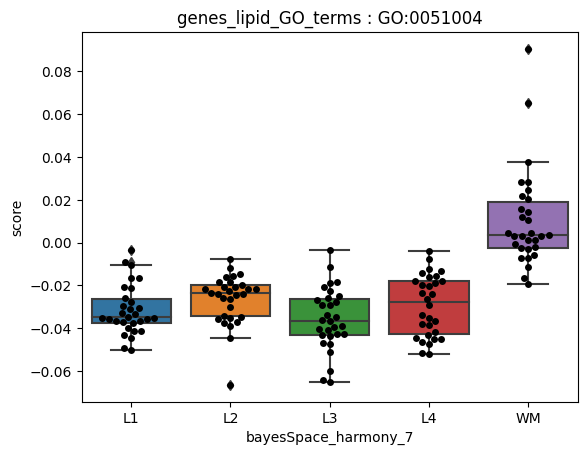 genes_lipid_GO_terms : GO:0051004
score
0.08
0.06
0.04
0.02
0.00
−0.02
−0.04
−0.06
L1 L2 L3 L4 WM
bayesSpace_harmony_7